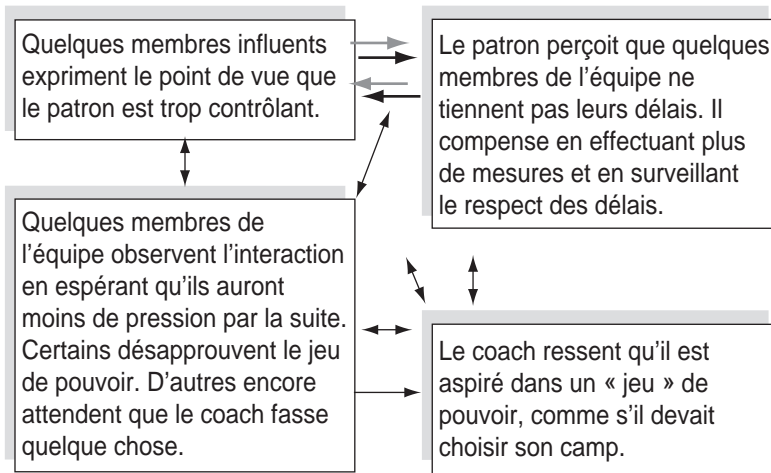 Quelques membres influents
expriment le point de vue que
le patron est trop contrôlant.
Le patron perçoit que quelques
membres de l'équipe ne
tiennent pas leurs délais. Il
compense en effectuant plus
de mesures et en surveillant
le respect des délais.
Quelques membres de
l'équipe observent l'interaction
en espérant qu'ils auront
moins de pression par la suite.
Certains désapprouvent le jeu
de pouvoir. D'autres encore
attendent que le coach fasse
quelque chose.
Le coach ressent qu'il est
aspiré dans un « jeu » de
pouvoir, comme s'il devait
choisir son camp.